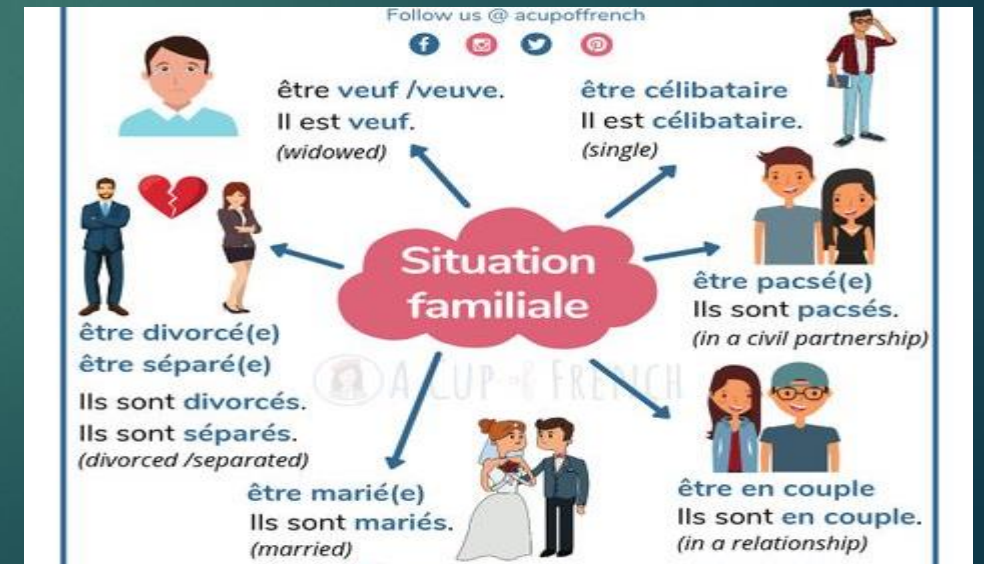 Follow us @ acupoffrench
être veuf /veuve.
Il est veuf.
(widowed)
être célibataire
Il est célibataire.
(single)
Situation
familiale
être pacsé(e)
Ils sont pacsés.
(in a civil partnership)
être divorcé(e)
être séparé(e)
Ils sont divorcés.
Ils sont séparés.
(divorced /separated)
A CUP of FRENCH
être marié(e)
Ils sont mariés.
(married)
être en couple
Ils sont en couple.
(in a relationship)